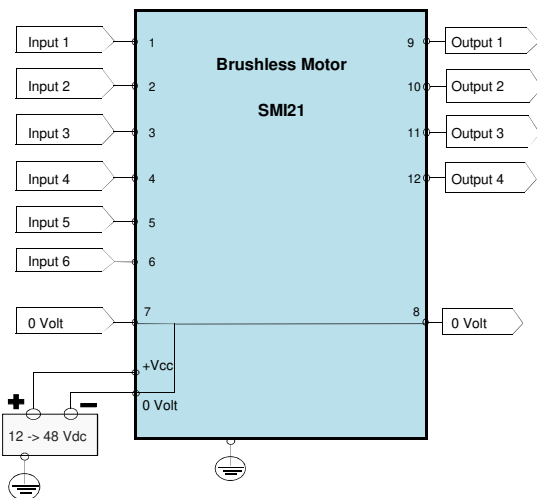 Input 1
1
Brushless Motor
9
Output 1
Input 2
2
SMI21
10
Output 2
Input 3
3
11
Output 3
Input 4
4
12
Output 4
Input 5
5
Input 6
6
0 Volt
7
8
0 Volt
+Vcc
+
−
0 Volt
12 -> 48 Vdc